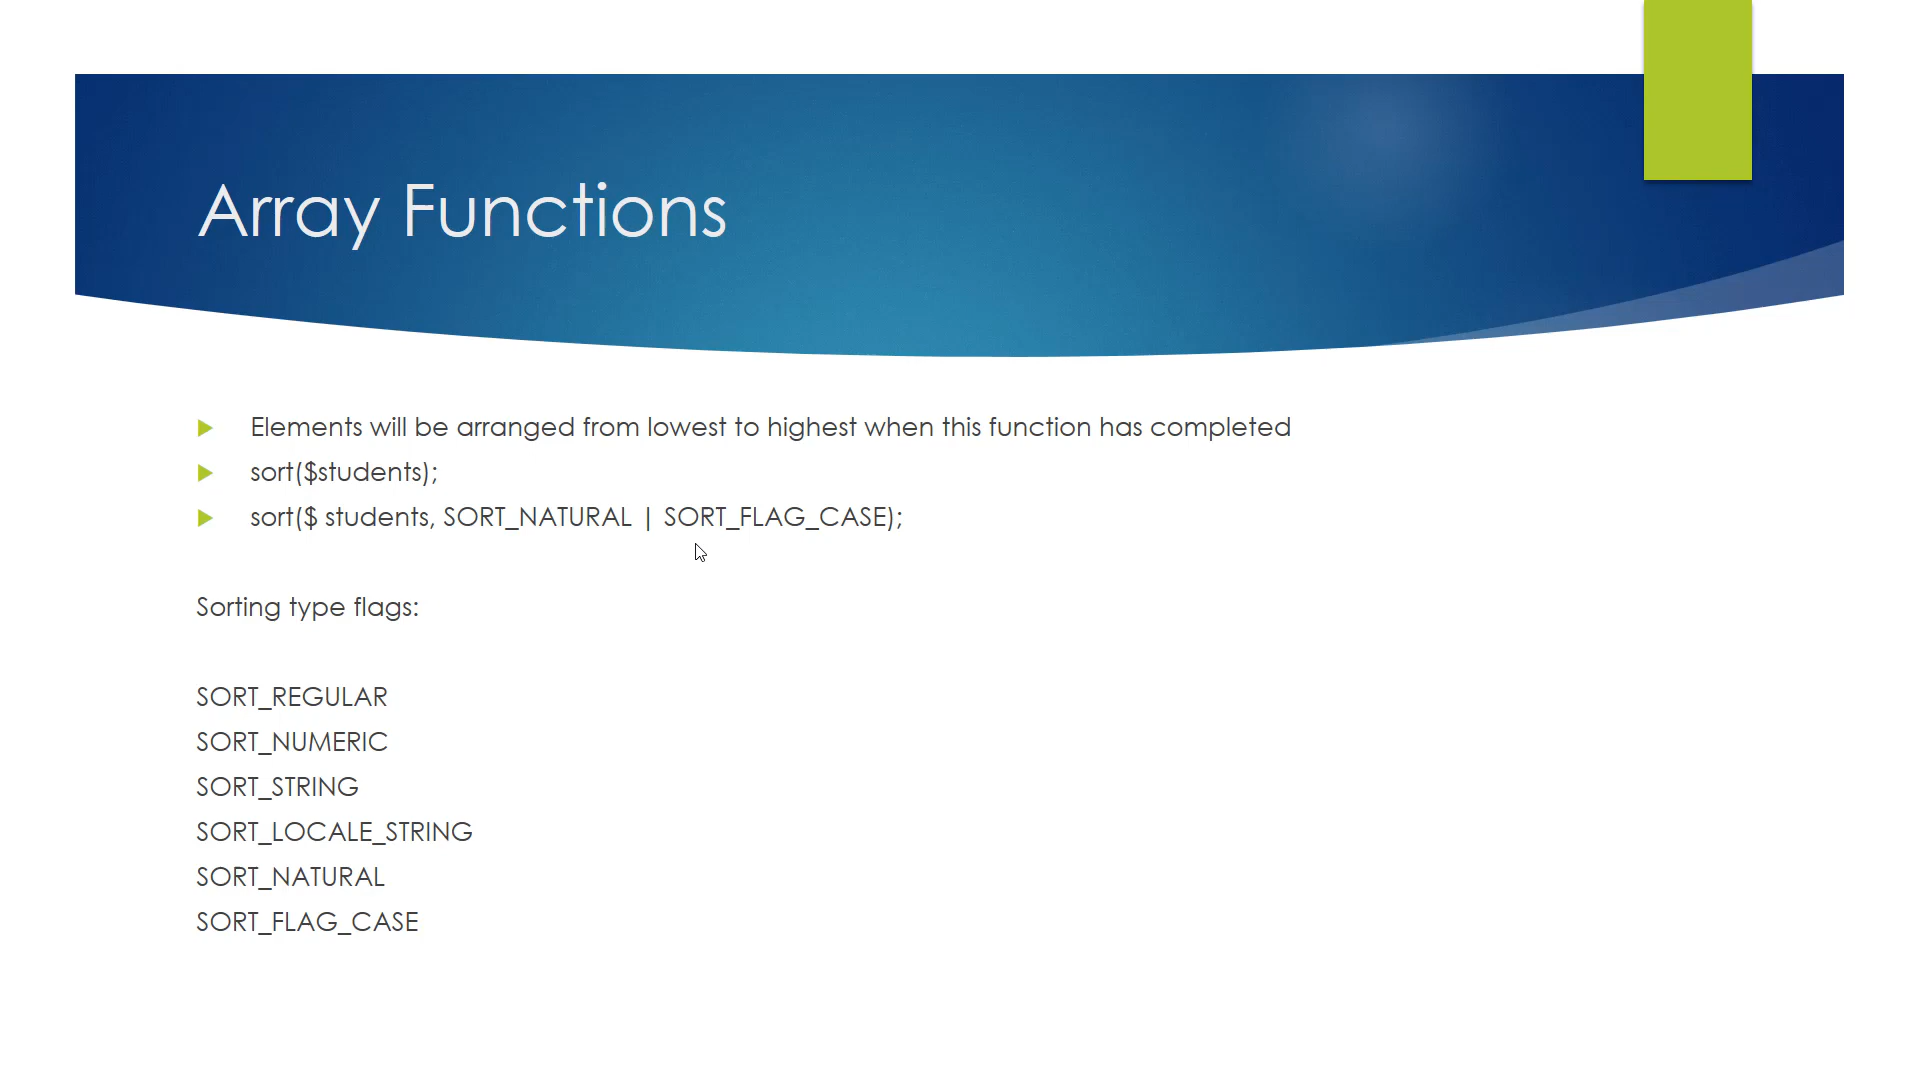 Array Functions
Elements will be arranged from lowest to highest when this function has completed
sort($students);
sort($ students, SORT_NATURAL | SORT_FLAG_CASE);
Sorting type flags:
SORT_REGULAR
SORT_NUMERIC
SORT_STRING
SORT_LOCALE_STRING
SORT_NATURAL
SORT_FLAG_CASE